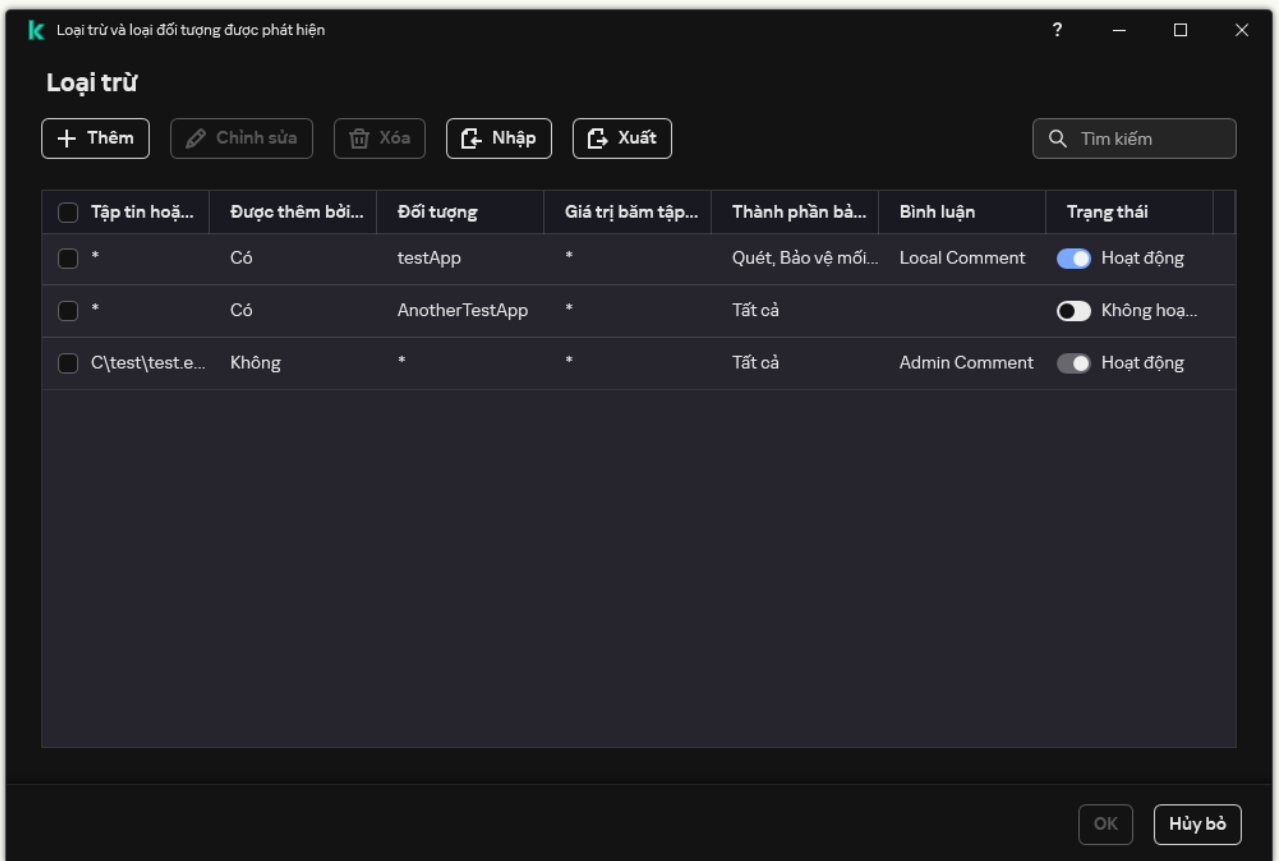 Loại trừ và loại đối tượng được phát hiện ?
Loại trừ
Thêm Chỉnh sửa Xóa Nhập Xuất Tìm kiếm
Tập tin hoặ... Được thêm bởi... Đối tượng Giá trị băm tập... Thành phần bả... Bình luận Trạng thái
* Có testApp * Quét, Bảo vệ mối... Local Comment Hoạt động
* Có AnotherTestApp * Tất cả Không hoạ...
C\test\test.e... Không * * Tất cả Admin Comment Hoạt động
OK Hủy bỏ